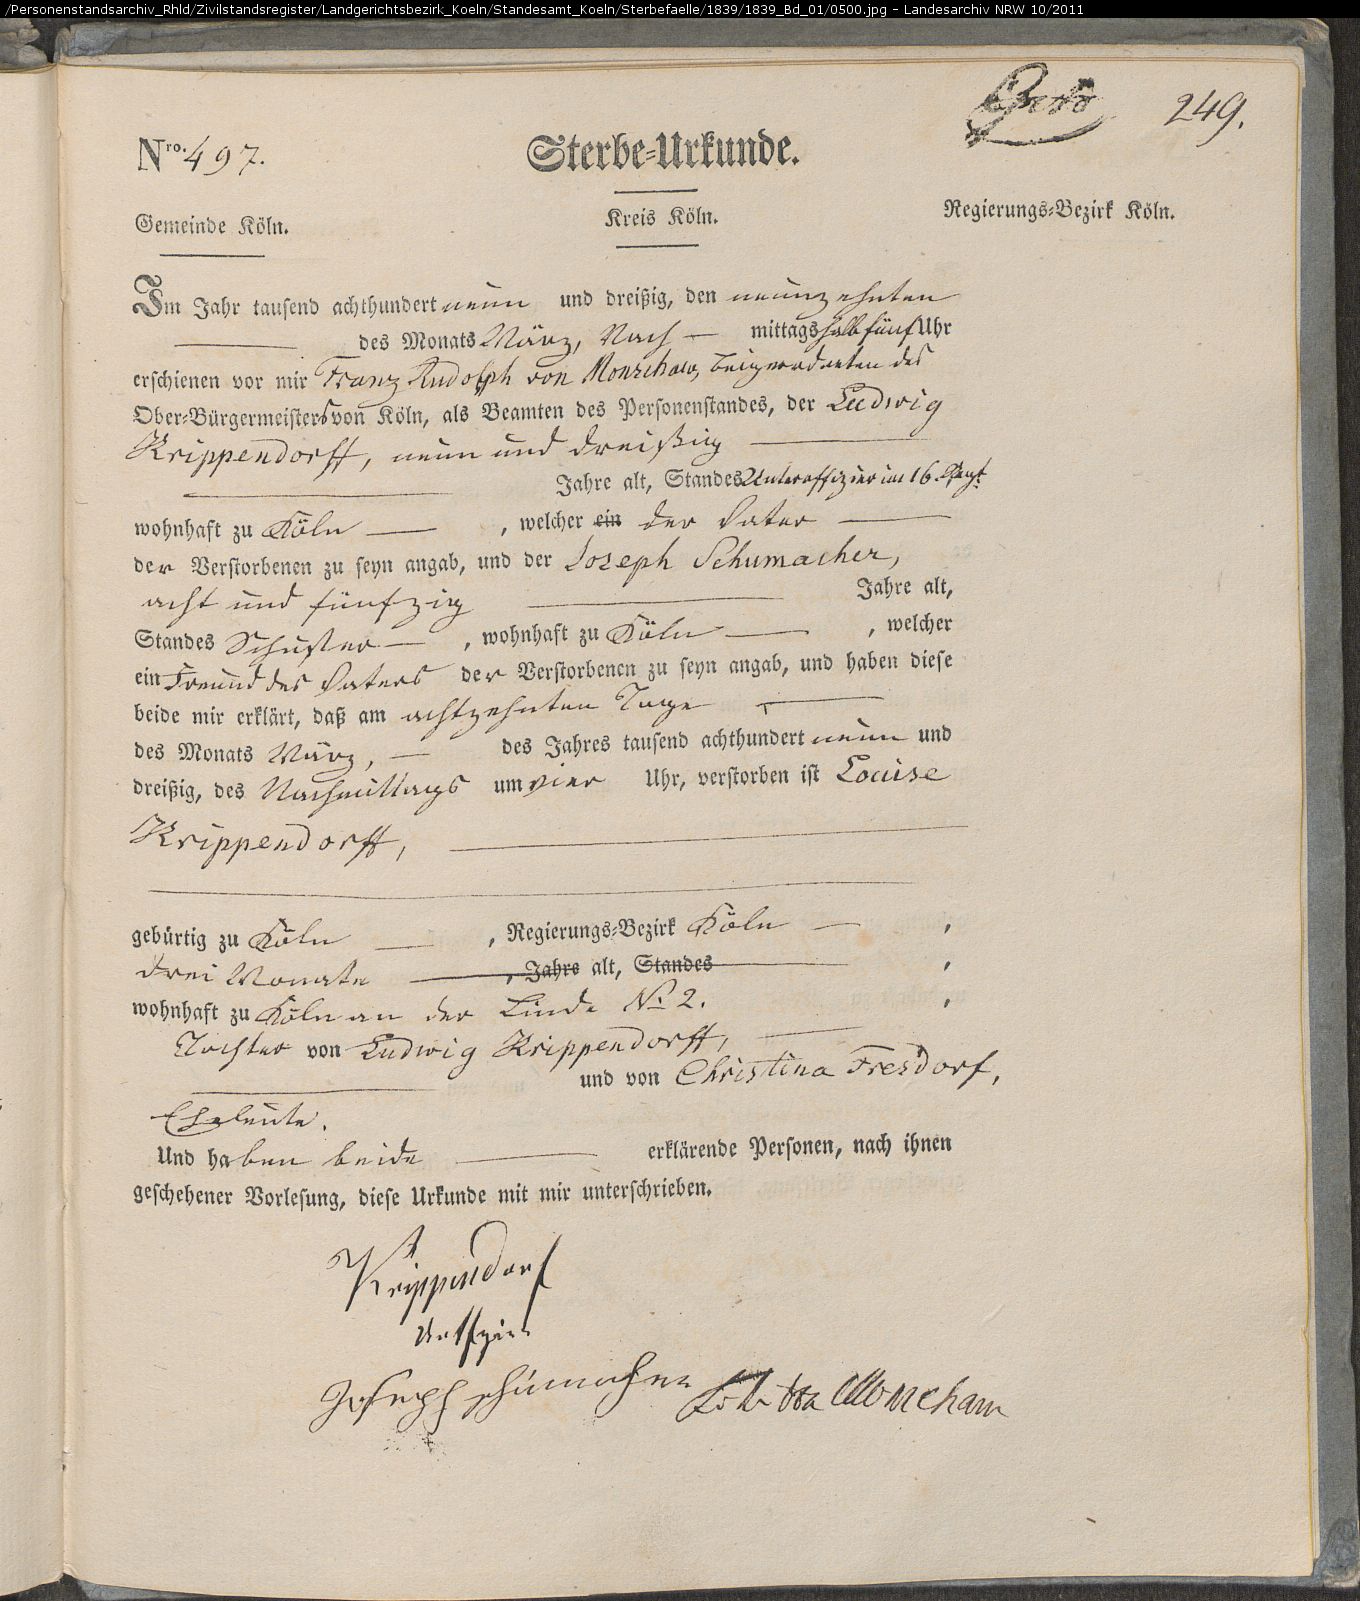 /Personenstandsarchiv_Rhld/Zivilstandsregister/Landgerichtsbezirk_Koeln/Standesamt_Koeln/Sterbefaelle/1839/1839_Bd_01/0500.jpg - Landesarchiv NRW 10/2011
249.
Nro. 497. Sterbe-Urkunde.
Gemeinde Köln. Kreis Köln. Regierungs-Bezirk Köln.
Im Jahr tausend achthundert neun und dreißig, den neunzehnten
des Monats März, Nach mittags halb fünf Uhr
erschienen vor mir Franz Rudolph von Monschaw, Beigeordneten des
Ober-Bürgermeisters von Köln, als Beamten des Personenstandes, der Ludwig
Krippendorff, neun und dreißig
Jahre alt, Standes Unteroffizier im 16. Regt
wohnhaft zu Köln , welcher ein der Vater
der Verstorbenen zu seyn angab, und der Joseph Schumacher,
acht und fünfzig Jahre alt,
Standes Schuster , wohnhaft zu Köln , welcher
ein Freund des Vaters der Verstorbenen zu seyn angab, und haben diese
beide mir erklärt, daß am achtzehnten Tage
des Monats März, des Jahres tausend achthundert neun und
dreißig, des Nachmittags um vier Uhr, verstorben ist Louise
Krippendorff,
gebürtig zu Köln , Regierungs-Bezirk Köln ,
drei Monate , Jahre alt, Standes ,
wohnhaft zu Köln an der Linde No 2. ,
Tochter von Ludwig Krippendorff,
und von Christina Fresdorf,
Eheleute.
Und haben beide erklärende Personen, nach ihnen
geschehener Vorlesung, diese Urkunde mit mir unterschrieben.
Krippendorf
Joseph Schumacher